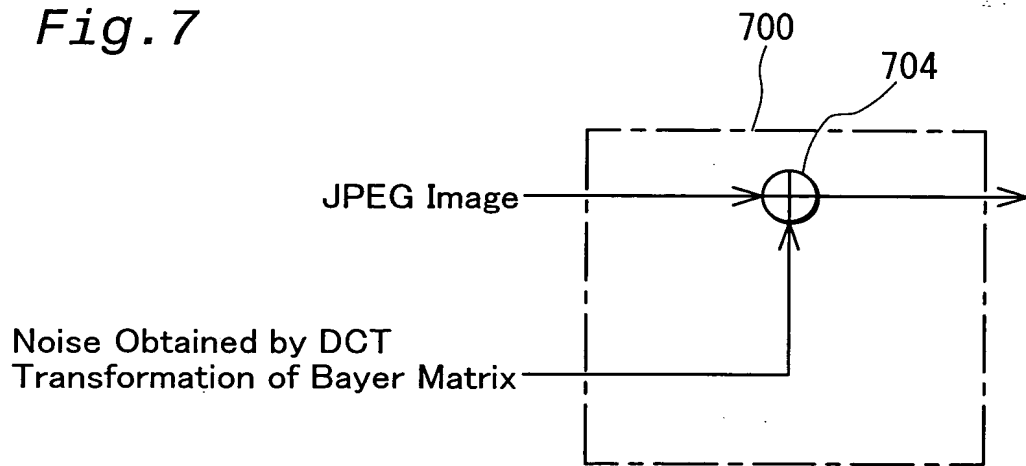 Fig. 7
700
704
JPEG Image
Noise Obtained by DCT
Transformation of Bayer Matrix